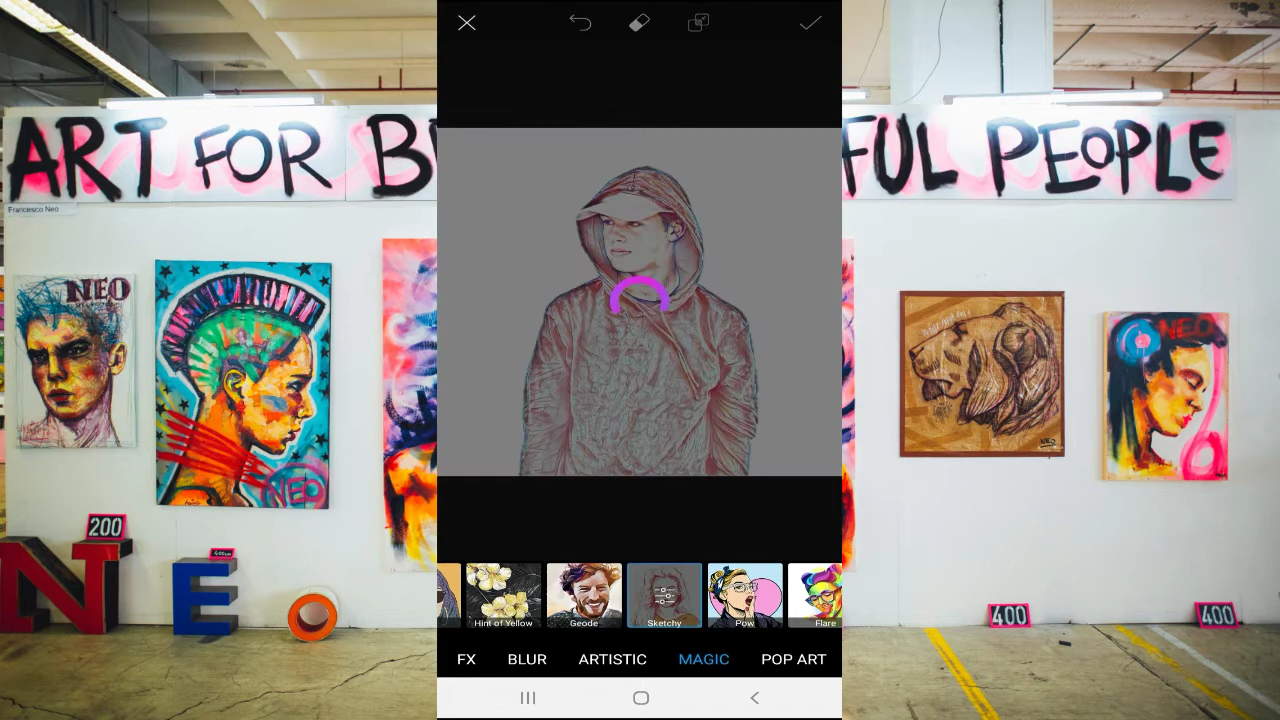 ART FOR B
FUL PEOPLE
Francesco Neo
NEO
NEO
NEO
NEO
200
400
400
N E O
Hint of Yellow
Geode
Sketchy
Pow
Flare
FX
BLUR
ARTISTIC
MAGIC
POP ART